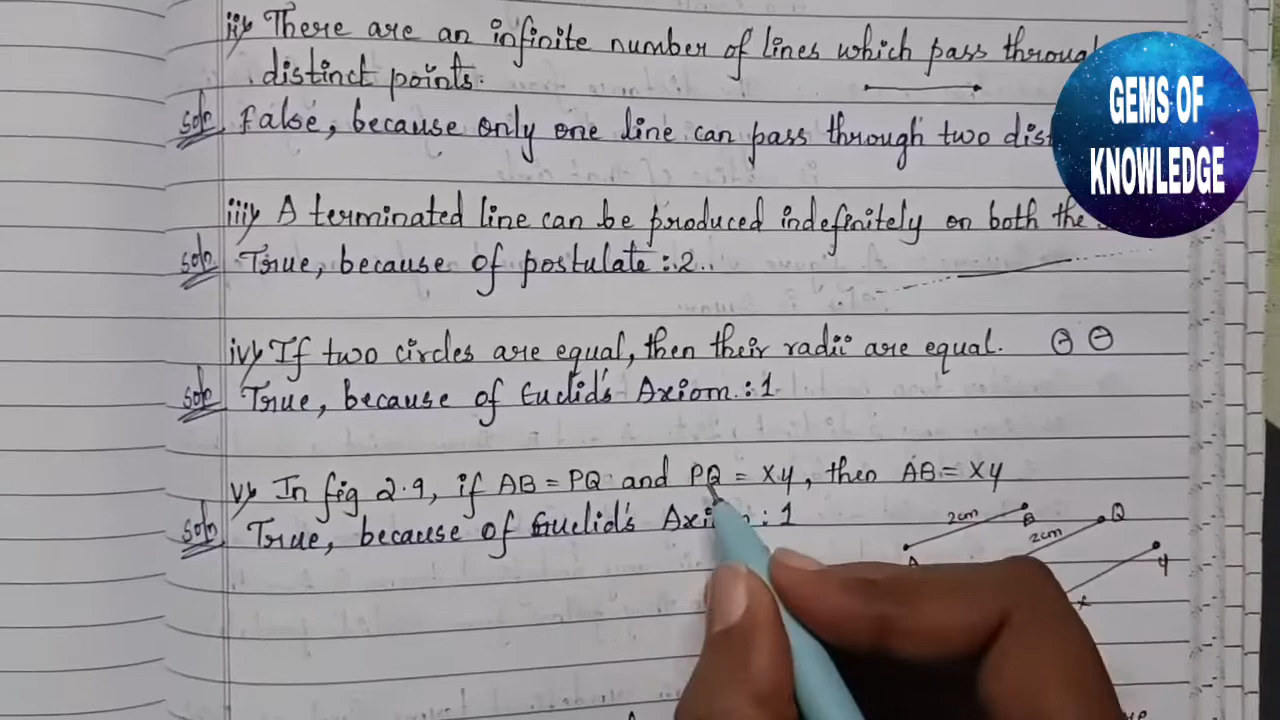 ii) There are an infinite number of lines which pass through
distinct points.
GEMS OF
KNOWLEDGE
Soln False, because only one line can pass through two
iii) A terminated line can be produced indefinitely on both the
Soln True, because of postulate :2..
iv) If two circles are equal, then their radii are equal.
Soln True, because of Euclid's Axiom. : 1
v) In fig 2.9, if AB = PQ and PQ = XY, then AB = XY
Soln True, because of Euclid's : 1
2cm B
2cm Q
A
Y
X